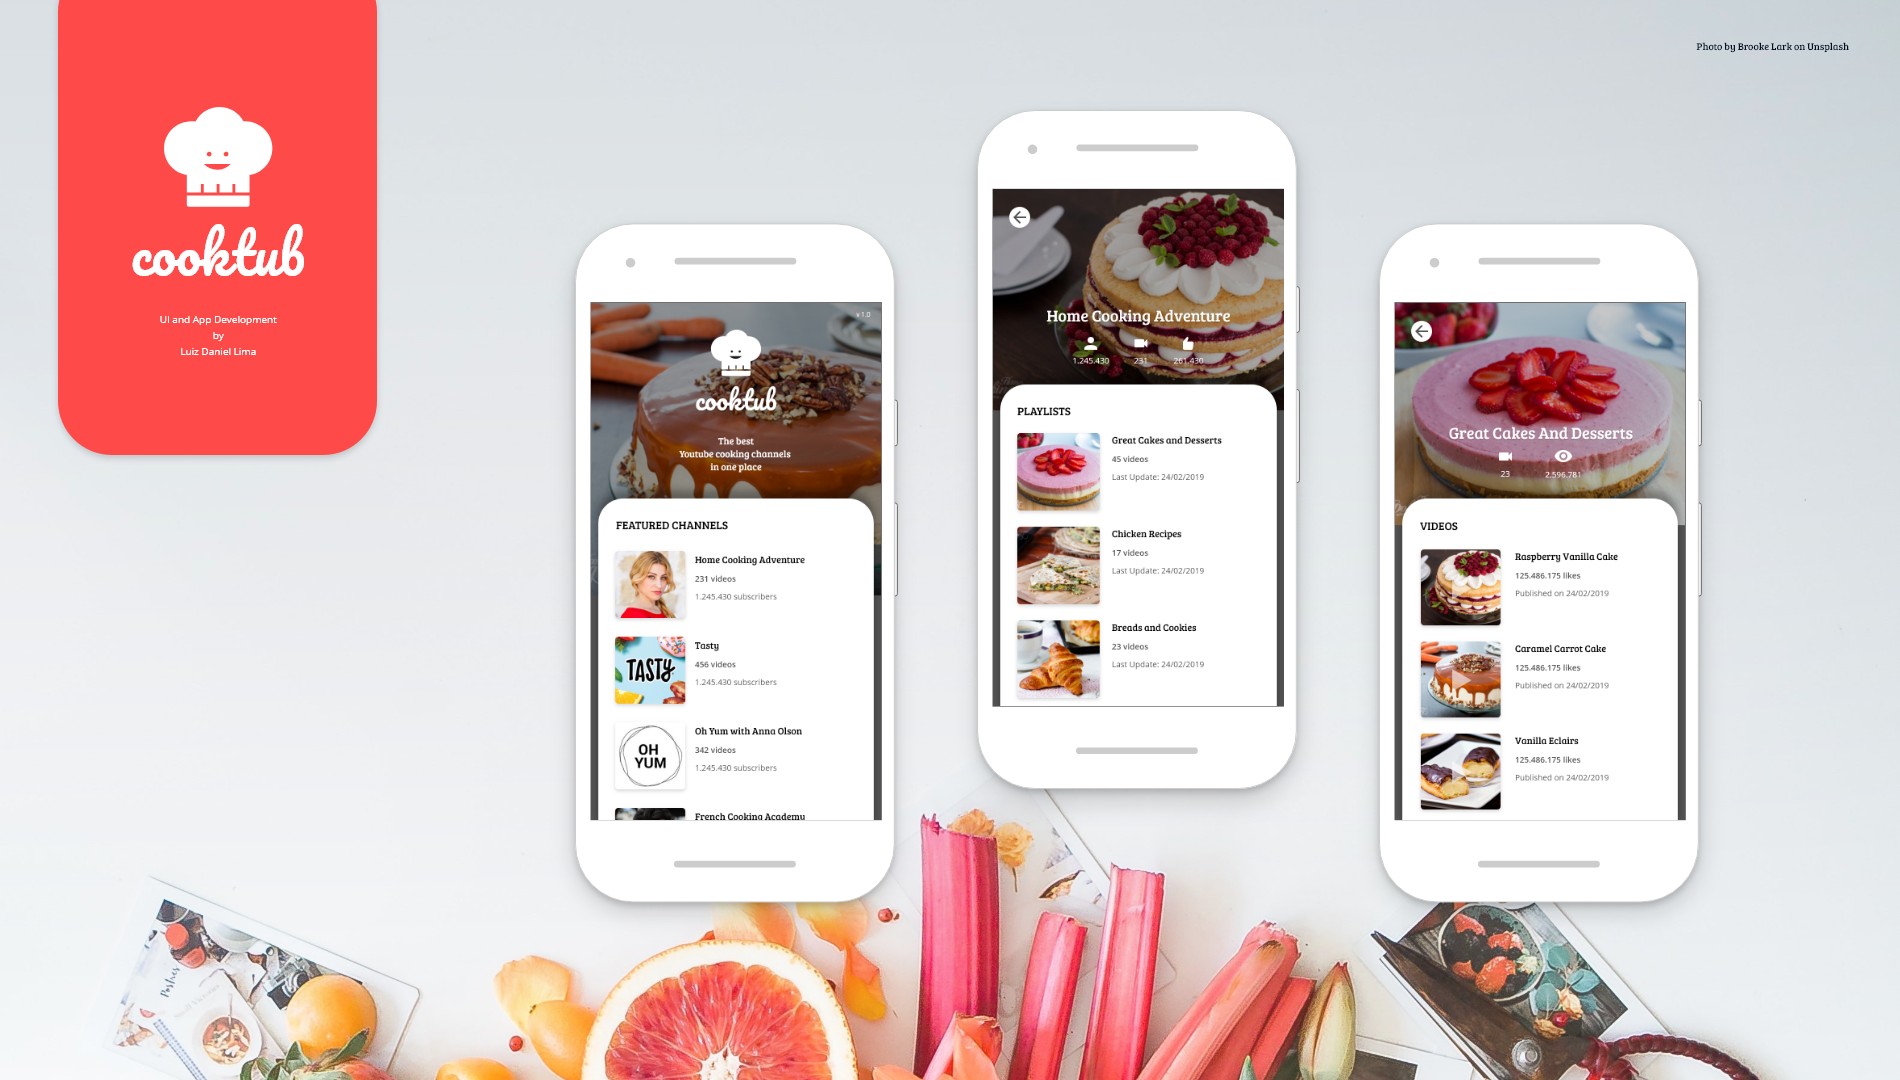 cooktub
UI and App Development
by
Luiz Daniel Lima
Photo by Brooke Lark on Unsplash
v 1.0
cooktub
The best
Youtube cooking channels
in one place
FEATURED CHANNELS
Home Cooking Adventure
231 videos
1.245.430 subscribers
TASTY
Tasty
456 videos
1.245.430 subscribers
OH
YUM
Oh Yum with Anna Olson
342 videos
1.245.430 subscribers
French Cooking Academy
Home Cooking Adventure
1.245.430 231 261.430
PLAYLISTS
Great Cakes and Desserts
45 videos
Last Update: 24/02/2019
Chicken Recipes
17 videos
Last Update: 24/02/2019
Breads and Cookies
23 videos
Last Update: 24/02/2019
Great Cakes And Desserts
23 2.596.781
VIDEOS
Raspberry Vanilla Cake
125.486.175 likes
Published on 24/02/2019
Caramel Carrot Cake
125.486.175 likes
Published on 24/02/2019
Vanilla Eclairs
125.486.175 likes
Published on 24/02/2019
Postres